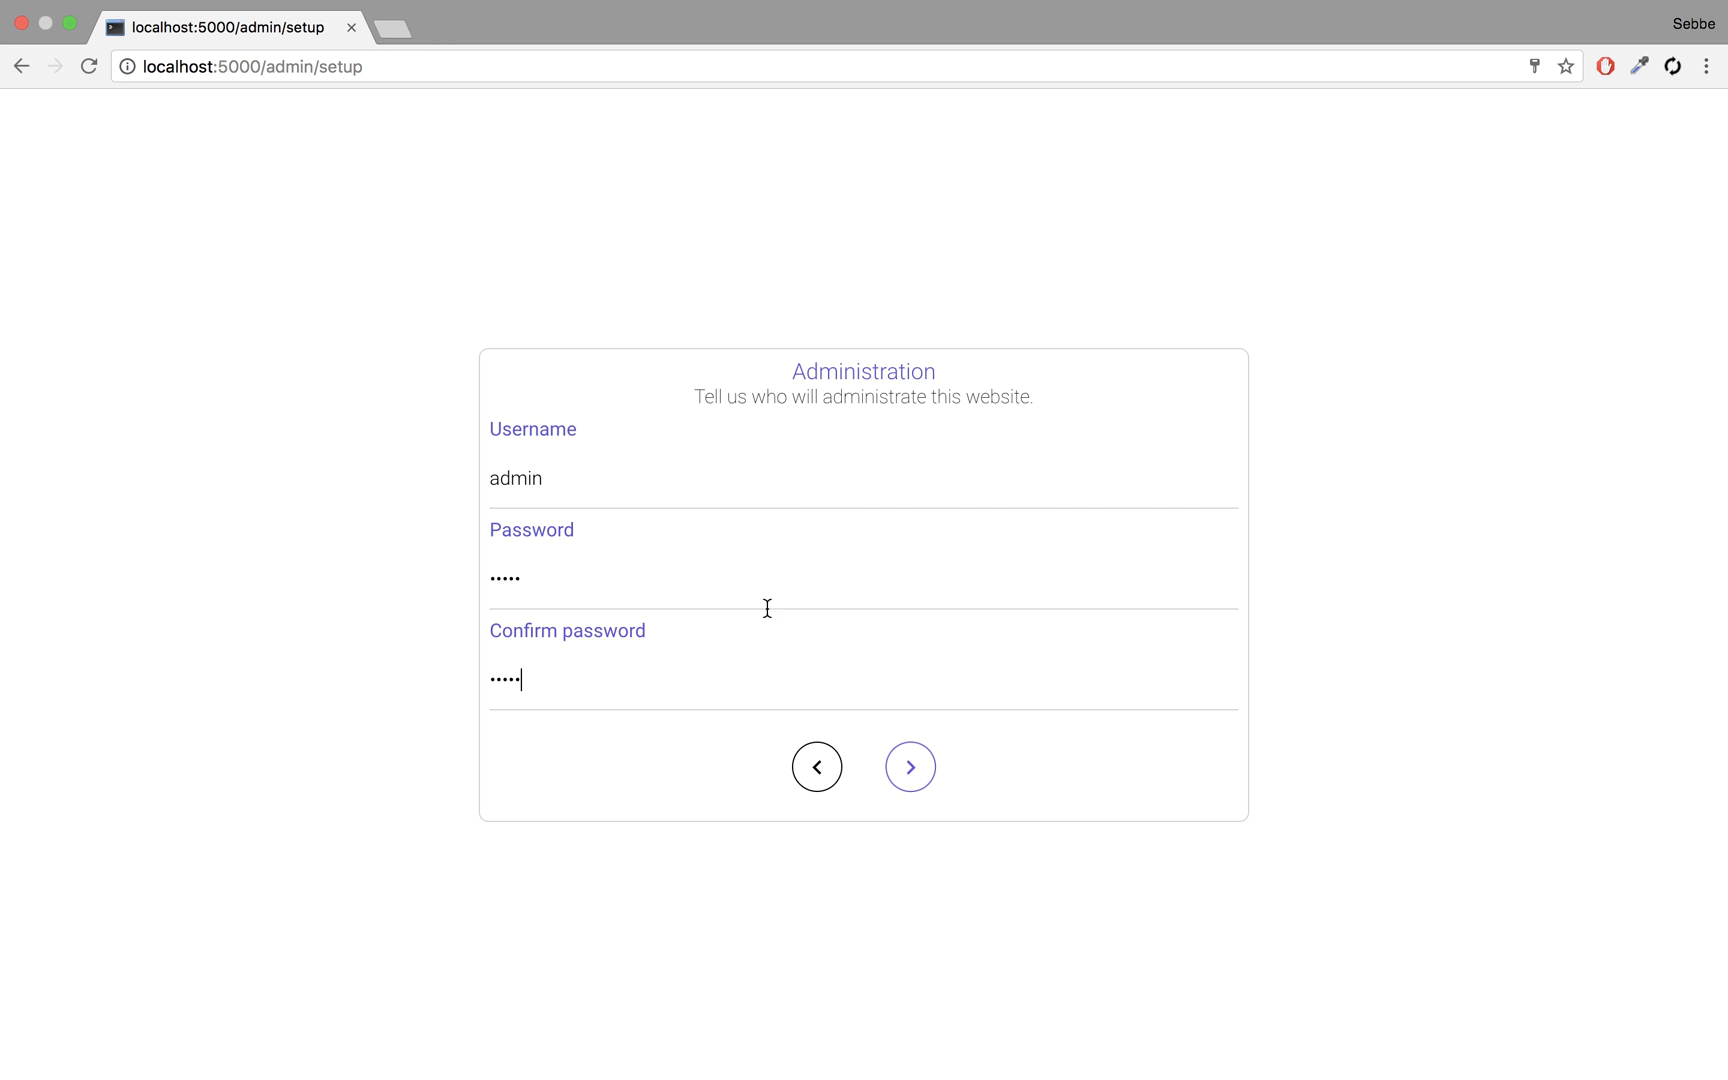 localhost:5000/admin/setup
Sebbe
localhost:5000/admin/setup
Administration
Tell us who will administrate this website.
Username
admin
Password
•••••
Confirm password
•••••